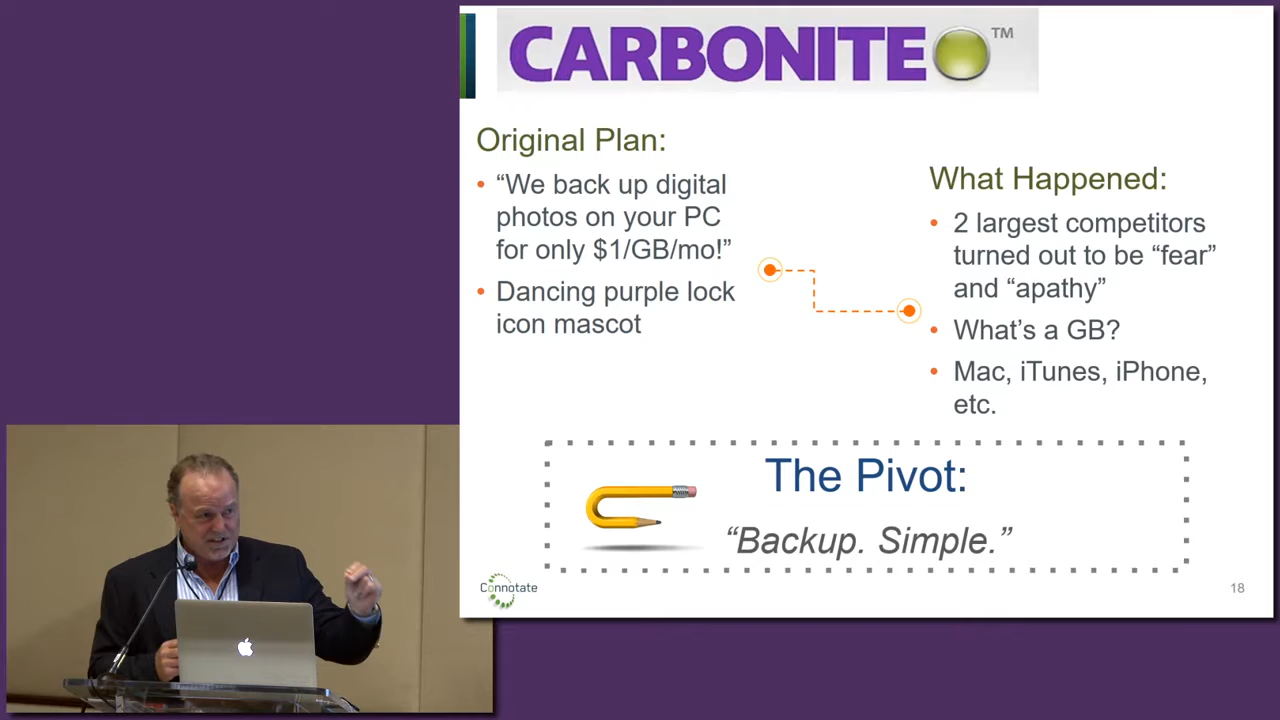 CARBONITE™
Original Plan:
• “We back up digital
photos on your PC
for only $1/GB/mo!”
• Dancing purple lock
icon mascot
What Happened:
• 2 largest competitors
turned out to be “fear”
and “apathy”
• What’s a GB?
• Mac, iTunes, iPhone,
etc.
The Pivot:
“Backup. Simple.”
Connotate
18